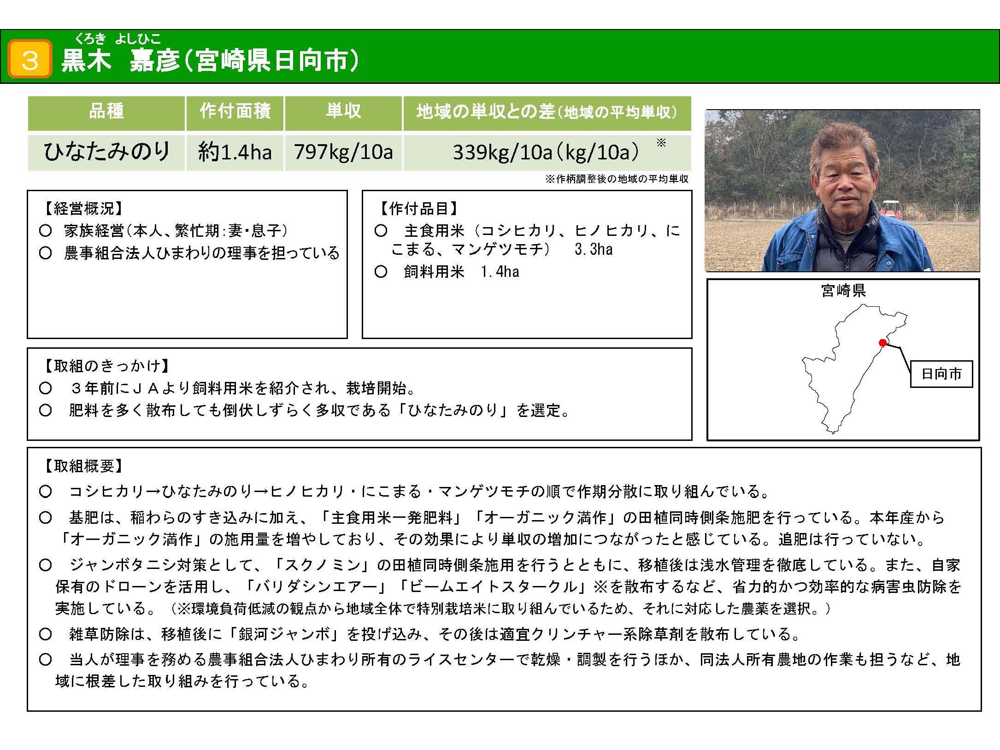 くろき　よしひこ
３ 黒木　嘉彦（宮崎県日向市）
品種 作付面積 単収 地域の単収との差（地域の平均単収）
ひなたみのり 約1.4ha 797kg/10a 339kg/10a（kg/10a） ※
※作柄調整後の地域の平均単収
【経営概況】
○　家族経営（本人、繁忙期：妻・息子）
○　農事組合法人ひまわりの理事を担っている
【作付品目】
○　主食用米（コシヒカリ、ヒノヒカリ、に
こまる、マンゲツモチ）　3.3ha
○　飼料用米　1.4ha
宮崎県
日向市
【取組のきっかけ】
○　３年前にＪＡより飼料用米を紹介され、栽培開始。
○　肥料を多く散布しても倒伏しずらく多収である「ひなたみのり」を選定。
【取組概要】
○　コシヒカリ→ひなたみのり→ヒノヒカリ・にこまる・マンゲツモチの順で作期分散に取り組んでいる。
○　基肥は、稲わらのすき込みに加え、「主食用米一発肥料」「オーガニック満作」の田植同時側条施肥を行っている。本年産から
「オーガニック満作」の施用量を増やしており、その効果により単収の増加につながったと感じている。追肥は行っていない。
○　ジャンボタニシ対策として、「スクノミン」の田植同時側条施用を行うとともに、移植後は浅水管理を徹底している。また、自家
保有のドローンを活用し、「バリダシンエアー」「ビームエイトスタークル」※を散布するなど、省力的かつ効率的な病害虫防除を
実施している。（※環境負荷低減の観点から地域全体で特別栽培米に取り組んでいるため、それに対応した農薬を選択。）
○　雑草防除は、移植後に「銀河ジャンボ」を投げ込み、その後は適宜クリンチャー系除草剤を散布している。
○　当人が理事を務める農事組合法人ひまわり所有のライスセンターで乾燥・調製を行うほか、同法人所有農地の作業も担うなど、地
域に根差した取り組みを行っている。